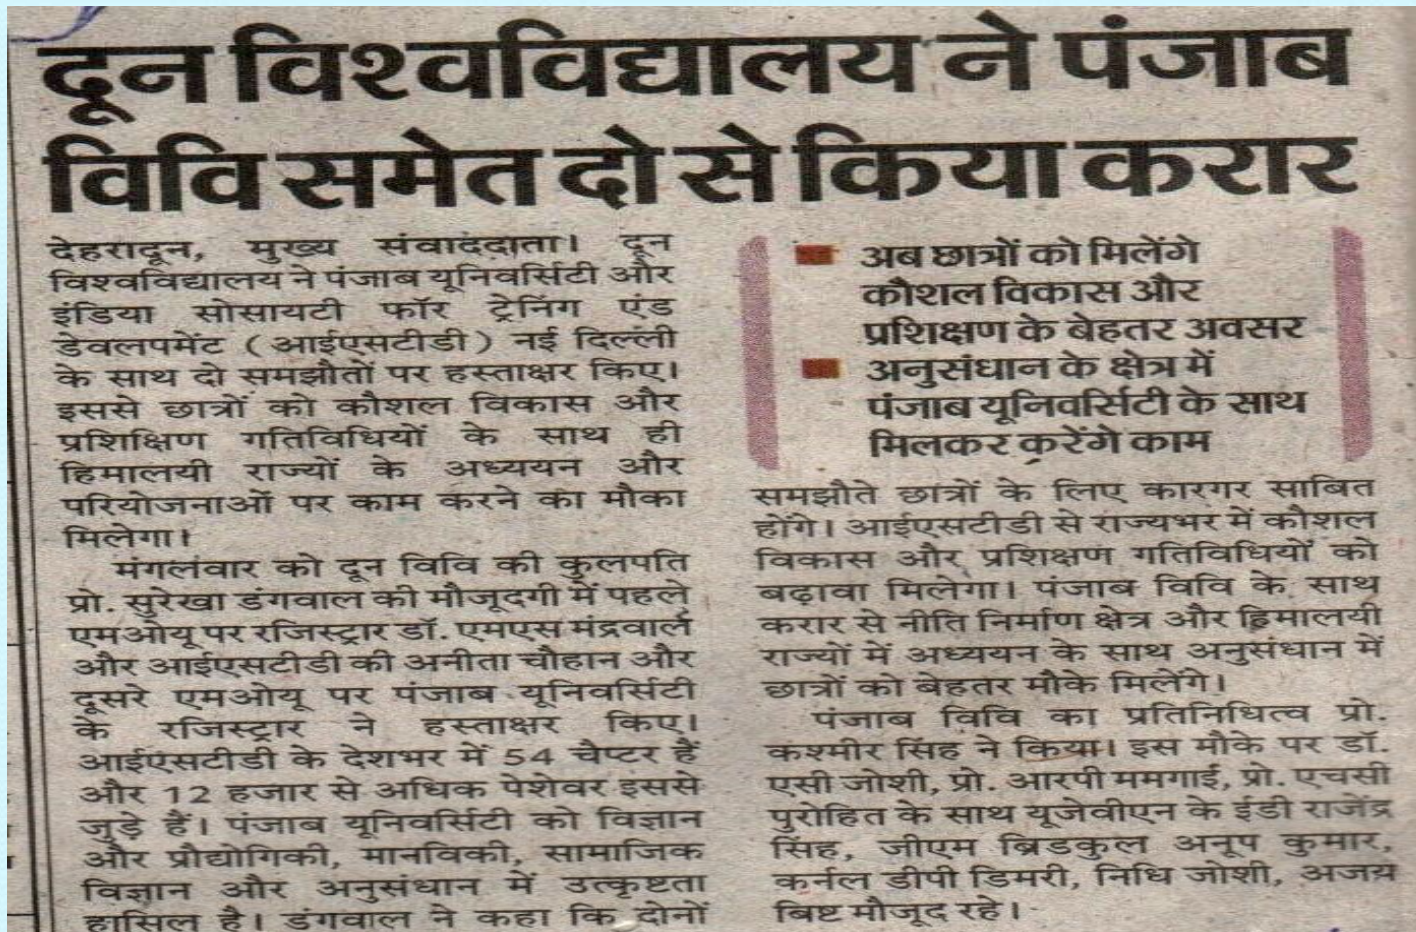 दून विश्वविद्यालय ने पंजाब
विवि समेत दो से किया करार
देहरादून, मुख्य संवाददाता। दून
विश्वविद्यालय ने पंजाब यूनिवर्सिटी और
इंडिया सोसायटी फॉर ट्रेनिंग एंड
डेवलपमेंट (आईएसटीडी) नई दिल्ली
के साथ दो समझौतों पर हस्ताक्षर किए।
इससे छात्रों को कौशल विकास और
प्रशिक्षिण गतिविधियों के साथ ही
हिमालयी राज्यों के अध्ययन और
परियोजनाओं पर काम करने का मौका
मिलेगा।
मंगलवार को दून विवि की कुलपति
प्रो. सुरेखा डंगवाल की मौजूदगी में पहले
एमओयू पर रजिस्ट्रार डॉ. एमएस मंद्रवाल
और आईएसटीडी की अनीता चौहान और
दूसरे एमओयू पर पंजाब यूनिवर्सिटी
के रजिस्ट्रार ने हस्ताक्षर किए।
आईएसटीडी के देशभर में 54 चैप्टर हैं
और 12 हजार से अधिक पेशेवर इससे
जुड़े हैं। पंजाब यूनिवर्सिटी को विज्ञान
और प्रौद्योगिकी, मानविकी, सामाजिक
विज्ञान और अनुसंधान में उत्कृष्टता
हासिल है। डंगवाल ने कहा कि दोनों
■ अब छात्रों को मिलेंगे
कौशल विकास और
प्रशिक्षण के बेहतर अवसर
■ अनुसंधान के क्षेत्र में
पंजाब यूनिवर्सिटी के साथ
मिलकर करेंगे काम
समझौते छात्रों के लिए कारगर साबित
होंगे। आईएसटीडी से राज्यभर में कौशल
विकास और प्रशिक्षण गतिविधियों को
बढ़ावा मिलेगा। पंजाब विवि के साथ
करार से नीति निर्माण क्षेत्र और हिमालयी
राज्यों में अध्ययन के साथ अनुसंधान में
छात्रों को बेहतर मौके मिलेंगे।
पंजाब विवि का प्रतिनिधित्व प्रो.
कश्मीर सिंह ने किया। इस मौके पर डॉ.
एसी जोशी, प्रो. आरपी ममगाईं, प्रो. एचसी
पुरोहित के साथ यूजेवीएन के ईडी राजेंद्र
सिंह, जीएम ब्रिडकुल अनूप कुमार,
कर्नल डीपी डिमरी, निधि जोशी, अजय
बिष्ट मौजूद रहे।